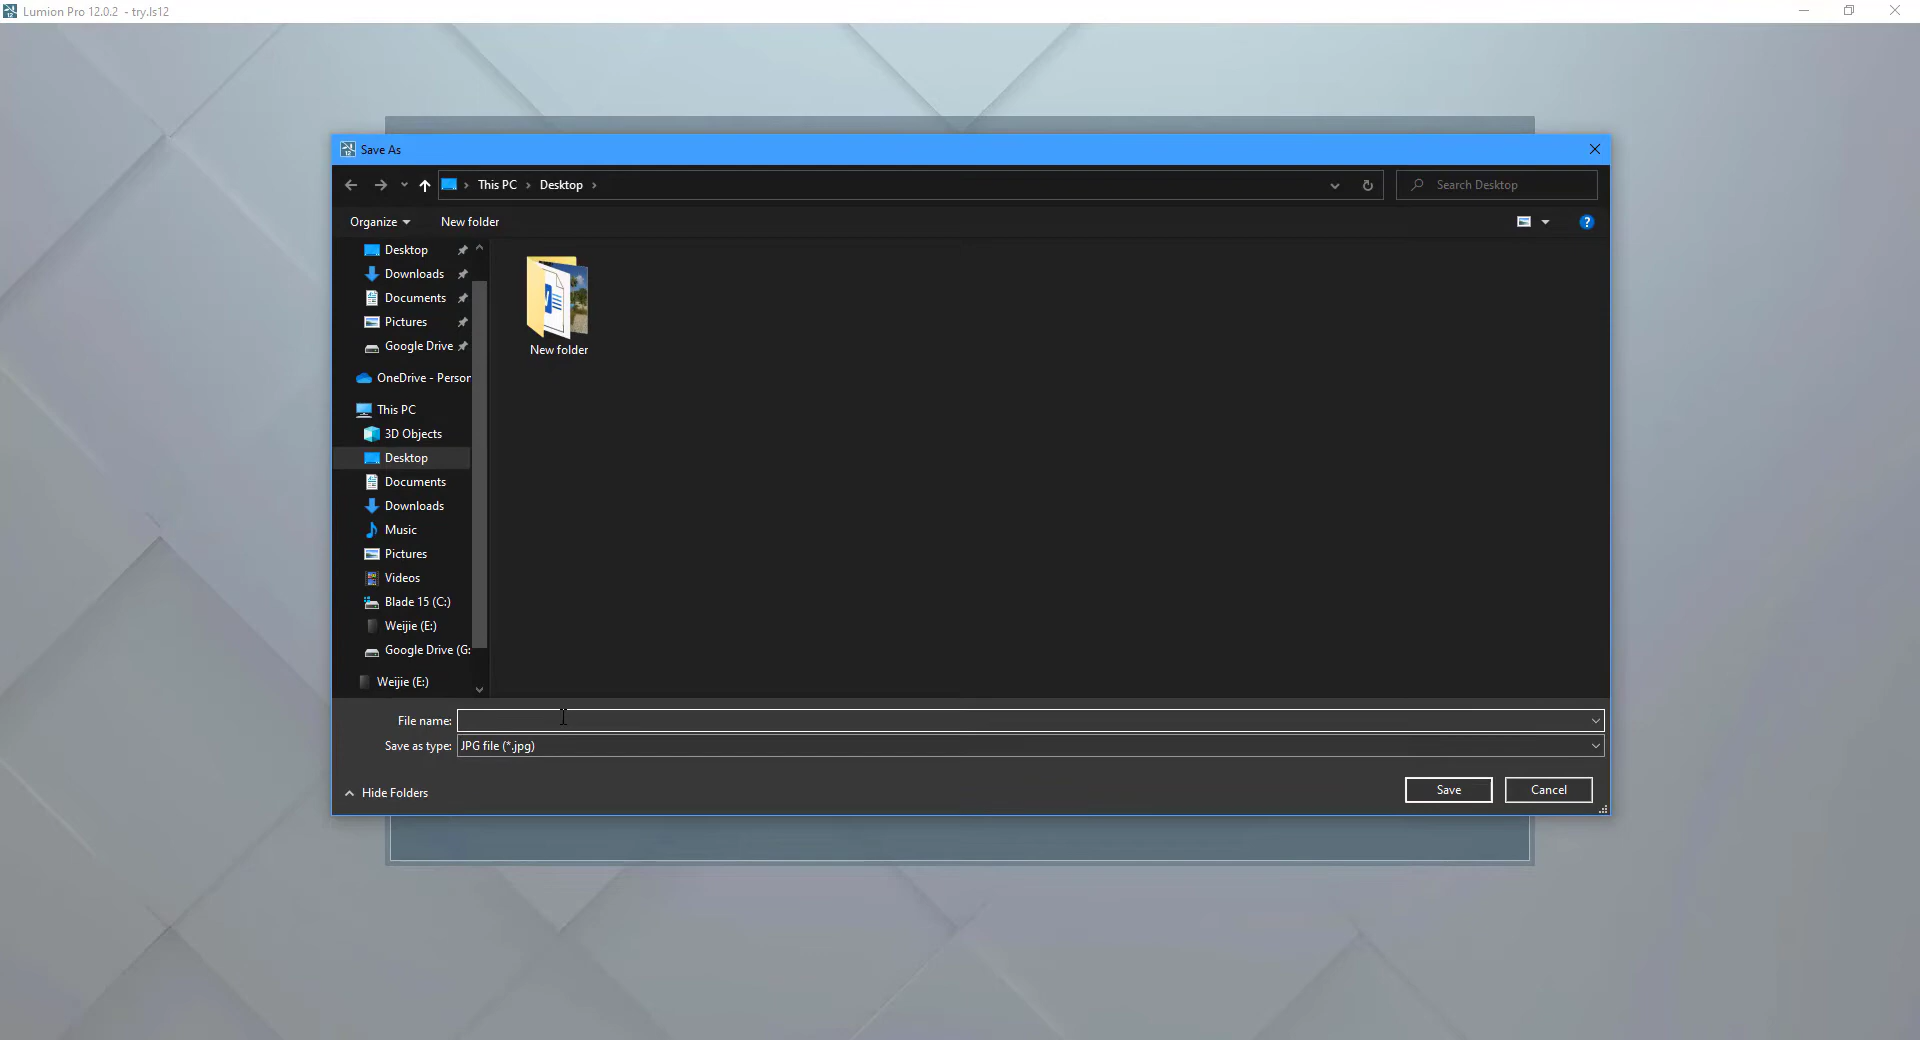 Lumion Pro 12.0.2 - try.ls12
Save As
This PC
Desktop
Search Desktop
Organize
New folder
Desktop
Downloads
Documents
Pictures
Google Drive
OneDrive - Person
This PC
3D Objects
Desktop
Documents
Downloads
Music
Pictures
Videos
Blade 15 (C:)
Weijie (E:)
Google Drive (G:
Weijie (E:)
New folder
File name:
Save as type: JPG file (*.jpg)
Hide Folders
Save
Cancel